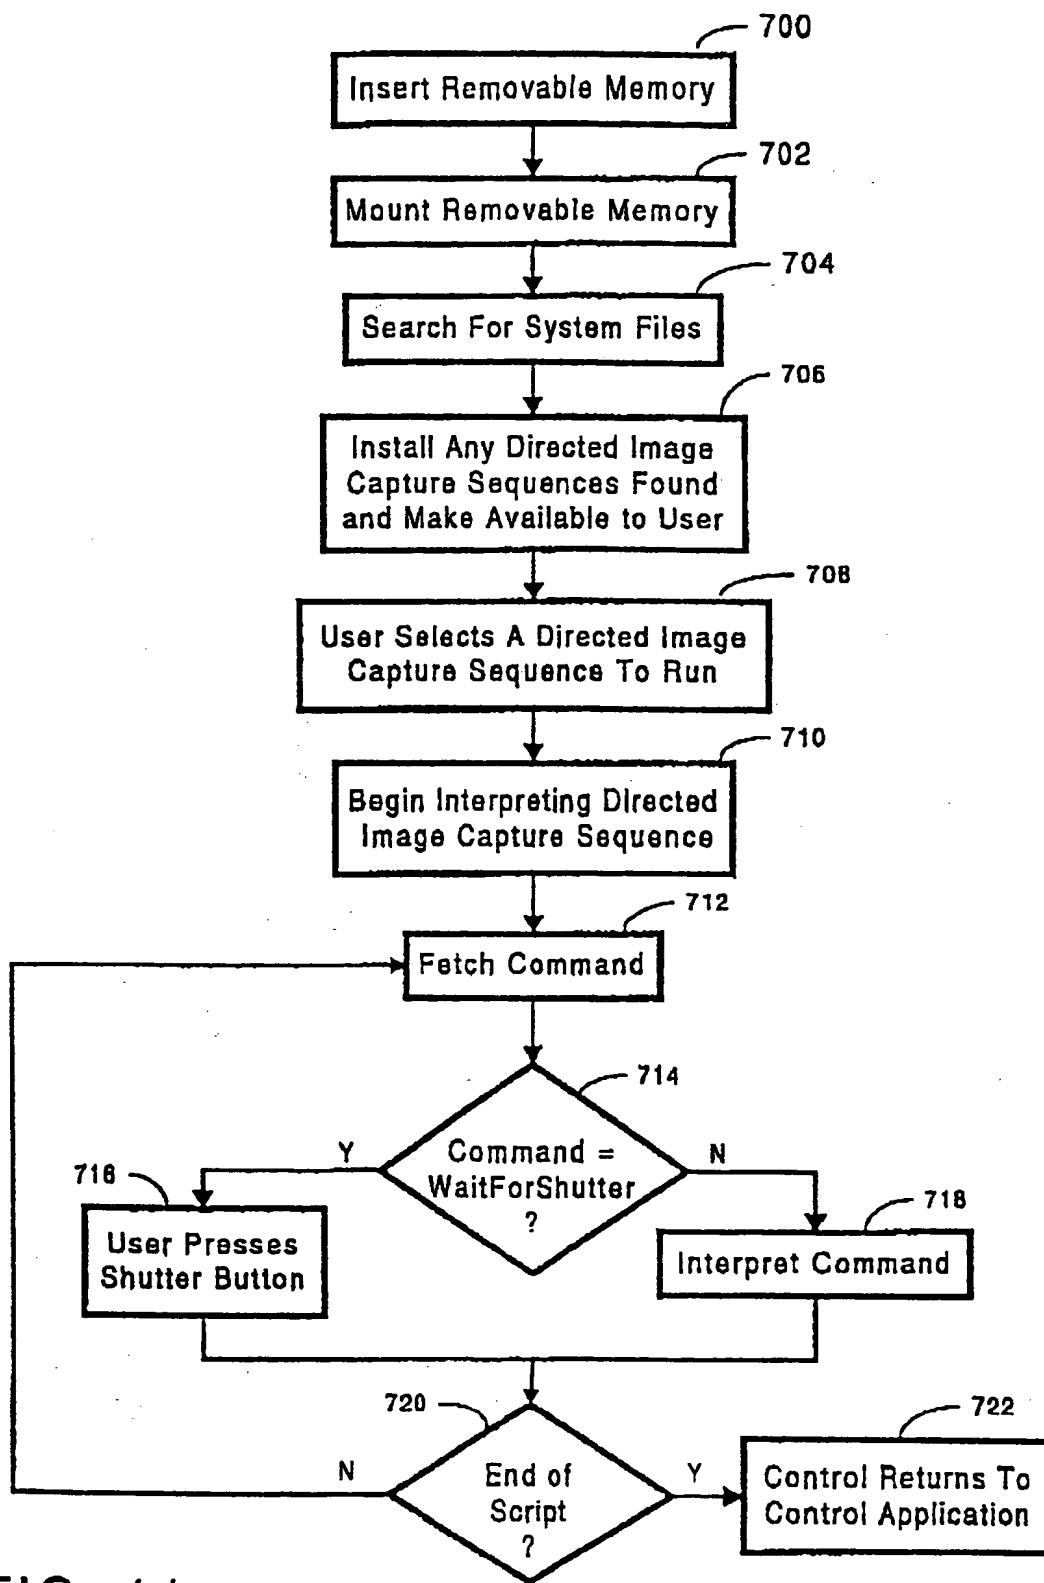 700
Insert Removable Memory
702
Mount Removable Memory
704
Search For System Files
706
Install Any Directed Image
Capture Sequences Found
and Make Available to User
708
User Selects A Directed Image
Capture Sequence To Run
710
Begin Interpreting Directed
Image Capture Sequence
712
Fetch Command
714
Command =
WaitForShutter
?
Y
N
716
User Presses
Shutter Button
718
Interpret Command
720
End of
Script
?
N
Y
722
Control Returns To
Control Application